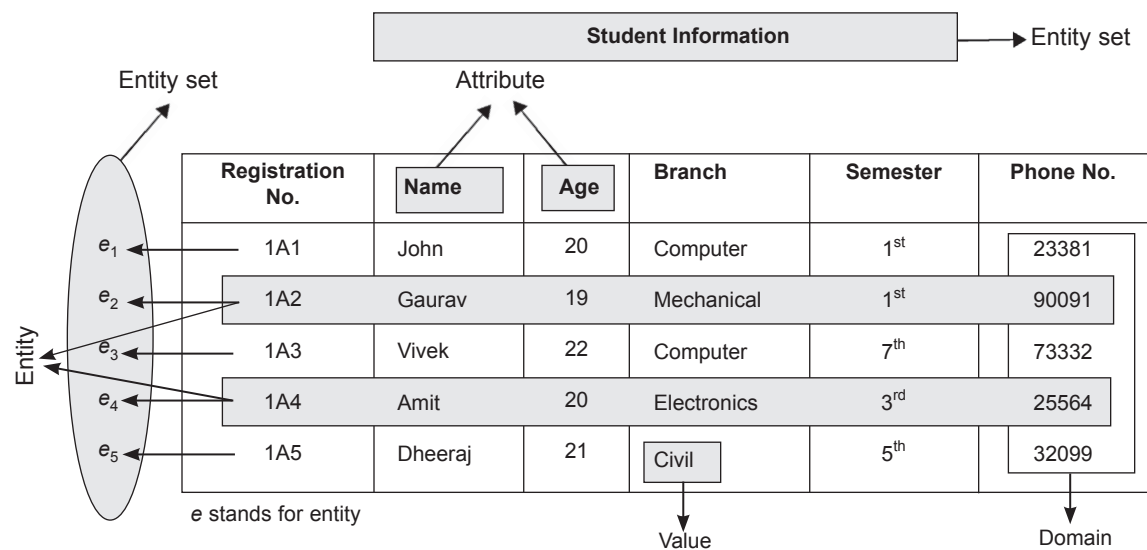 Student Information
Entity set
Entity set
Attribute
Registration No. Name Age Branch Semester Phone No.
e₁ 1A1 John 20 Computer 1ˢᵗ 23381
e₂ 1A2 Gaurav 19 Mechanical 1ˢᵗ 90091
Entity
e₃ 1A3 Vivek 22 Computer 7ᵗʰ 73332
e₄ 1A4 Amit 20 Electronics 3ʳᵈ 25564
e₅ 1A5 Dheeraj 21 Civil 5ᵗʰ 32099
e stands for entity
Value
Domain